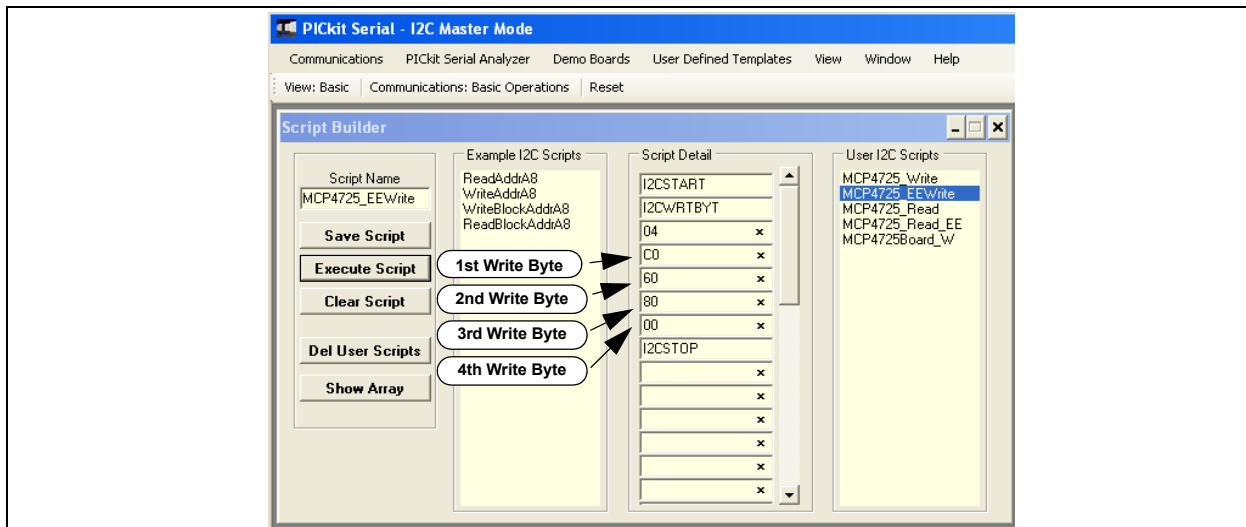 PICkit Serial - I2C Master Mode
Communications PICkit Serial Analyzer Demo Boards User Defined Templates View Window Help
View: Basic Communications: Basic Operations Reset
Script Builder
Script Name
MCP4725_EEWrite
Save Script
Execute Script
Clear Script
Del User Scripts
Show Array
Example I2C Scripts
ReadAddrA8
WriteAddrA8
WriteBlockAddrA8
ReadBlockAddrA8
1st Write Byte
2nd Write Byte
3rd Write Byte
4th Write Byte
Script Detail
I2CSTART
I2CWRTBYT
04 x
C0 x
60 x
80 x
00 x
I2CSTOP
x
x
x
x
x
x
User I2C Scripts
MCP4725_Write
MCP4725_EEWrite
MCP4725_Read
MCP4725_Read_EE
MCP4725Board_W